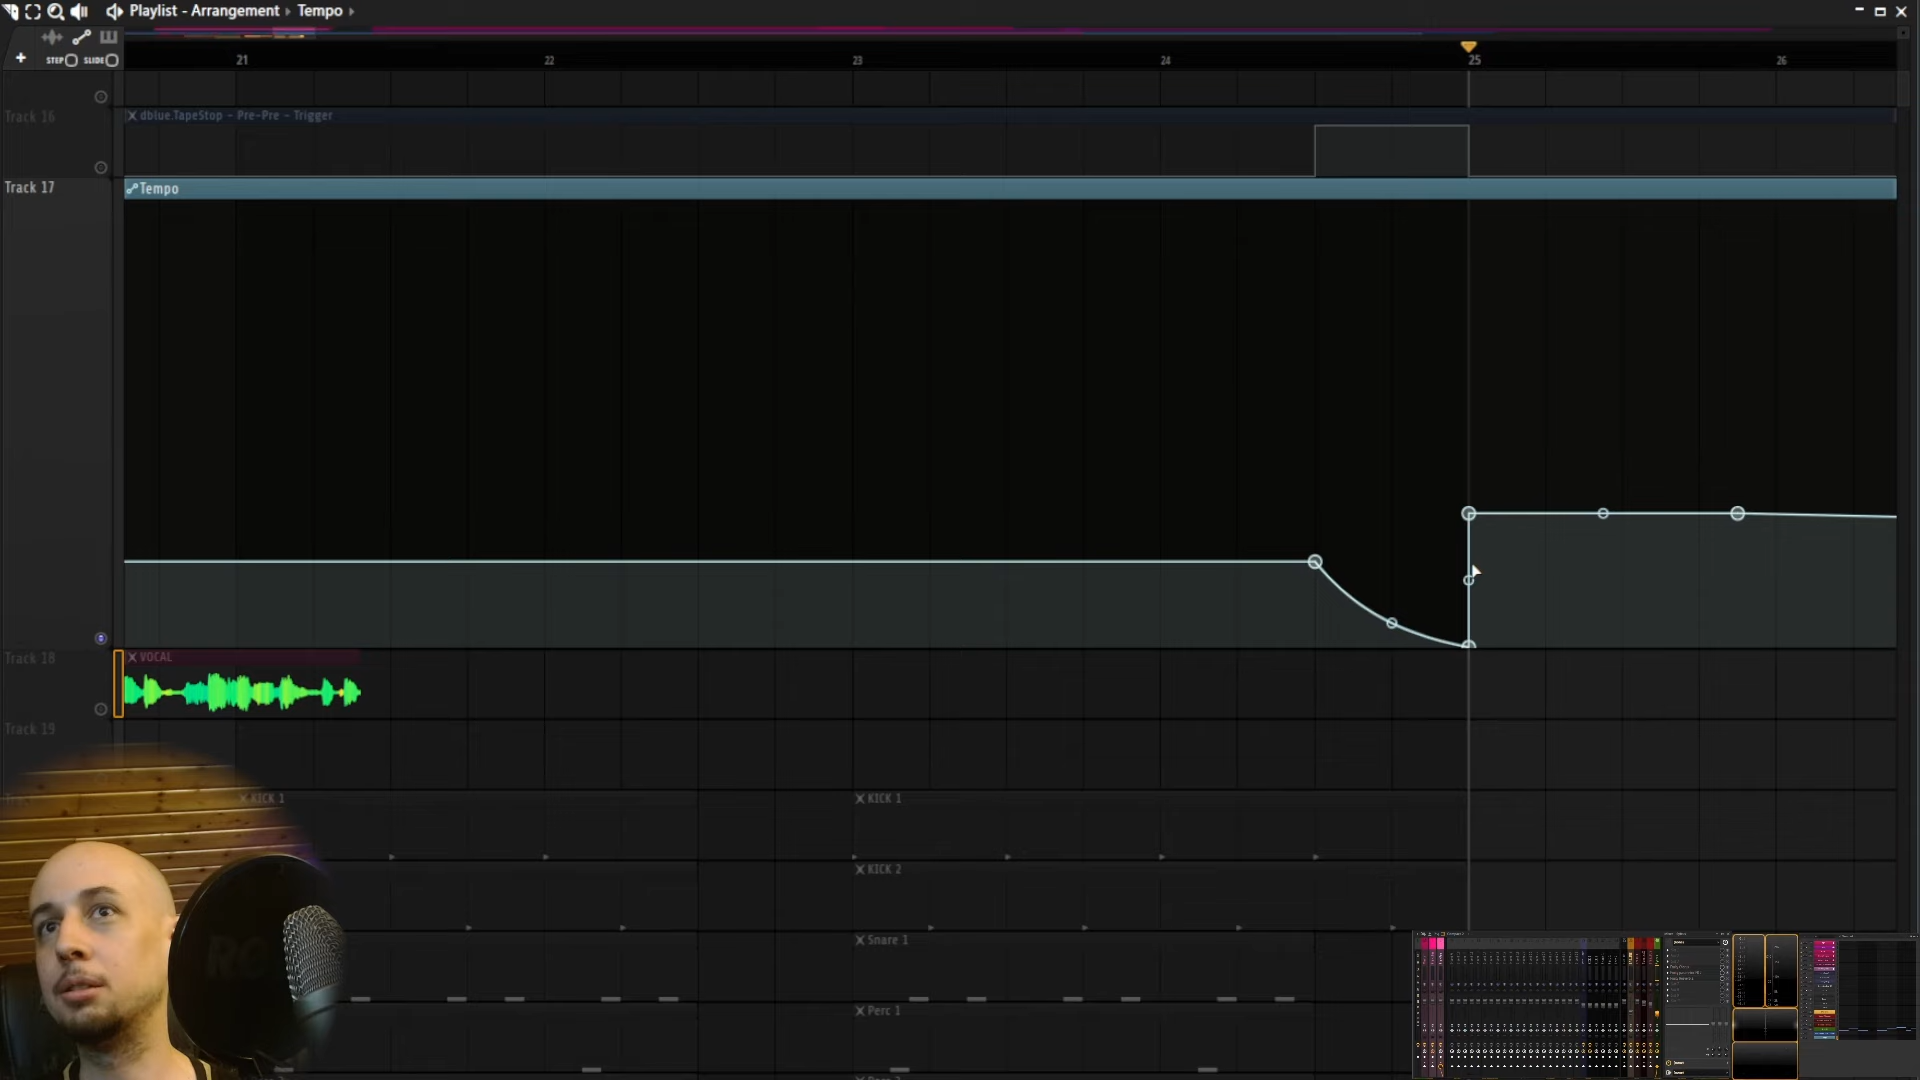 Playlist - Arrangement › Tempo ›
STEP SLIDE
21 22 23 24 25 26
Track 16
dblue.TapeStop - Pre-Pre - Trigger
Track 17
Tempo
Track 18
VOCAL
Track 19
KICK 1
KICK 1
KICK 2
Snare 1
Perc 1